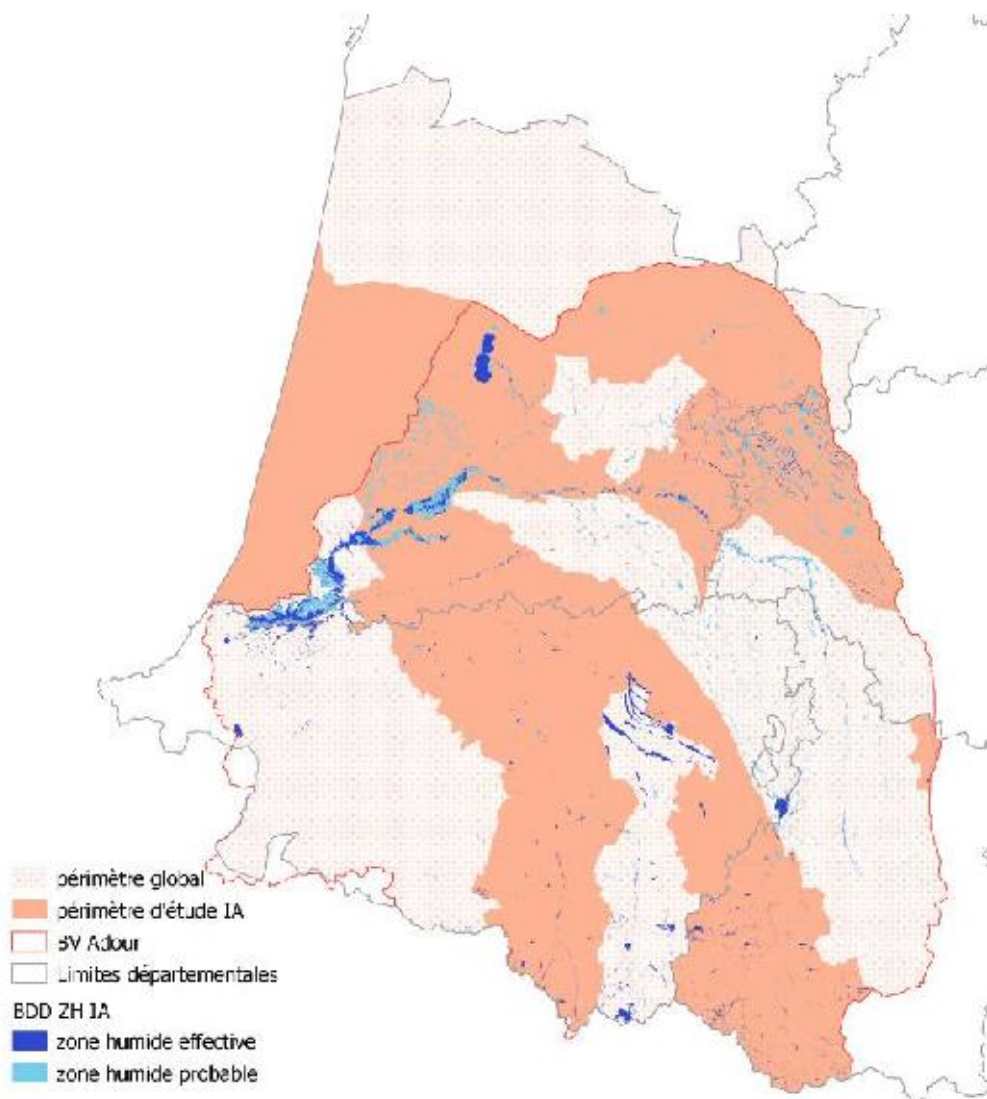 périmètre global
périmètre d'étude IA
BV Adour
Limites départementales
BDD ZH IA
zone humide effective
zone humide probable